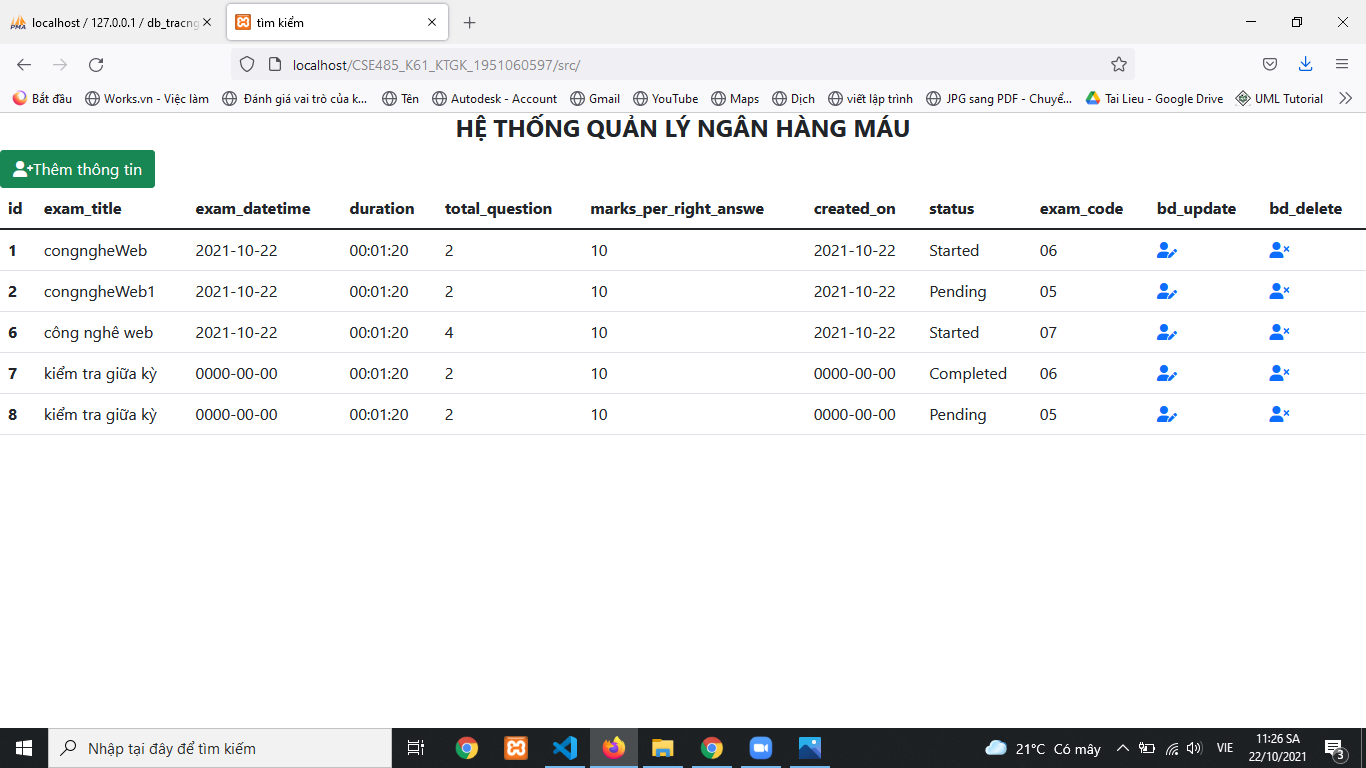 localhost / 127.0.0.1 / db_tracng
tìm kiểm
localhost/CSE485_K61_KTGK_1951060597/src/
Bắt đầu Works.vn - Việc làm Đánh giá vai trò của k... Tên Autodesk - Account Gmail YouTube Maps Dịch viết lập trình JPG sang PDF - Chuyể... Tai Lieu - Google Drive UML Tutorial
HỆ THỐNG QUẢN LÝ NGÂN HÀNG MÁU
Thêm thông tin
id exam_title exam_datetime duration total_question marks_per_right_answe created_on status exam_code bd_update bd_delete
1 congngheWeb 2021-10-22 00:01:20 2 10 2021-10-22 Started 06
2 congngheWeb1 2021-10-22 00:01:20 2 10 2021-10-22 Pending 05
6 công nghê web 2021-10-22 00:01:20 4 10 2021-10-22 Started 07
7 kiểm tra giữa kỳ 0000-00-00 00:01:20 2 10 0000-00-00 Completed 06
8 kiểm tra giữa kỳ 0000-00-00 00:01:20 2 10 0000-00-00 Pending 05
Nhập tại đây để tìm kiếm
21°C Có mây
VIE
11:26 SA
22/10/2021
3